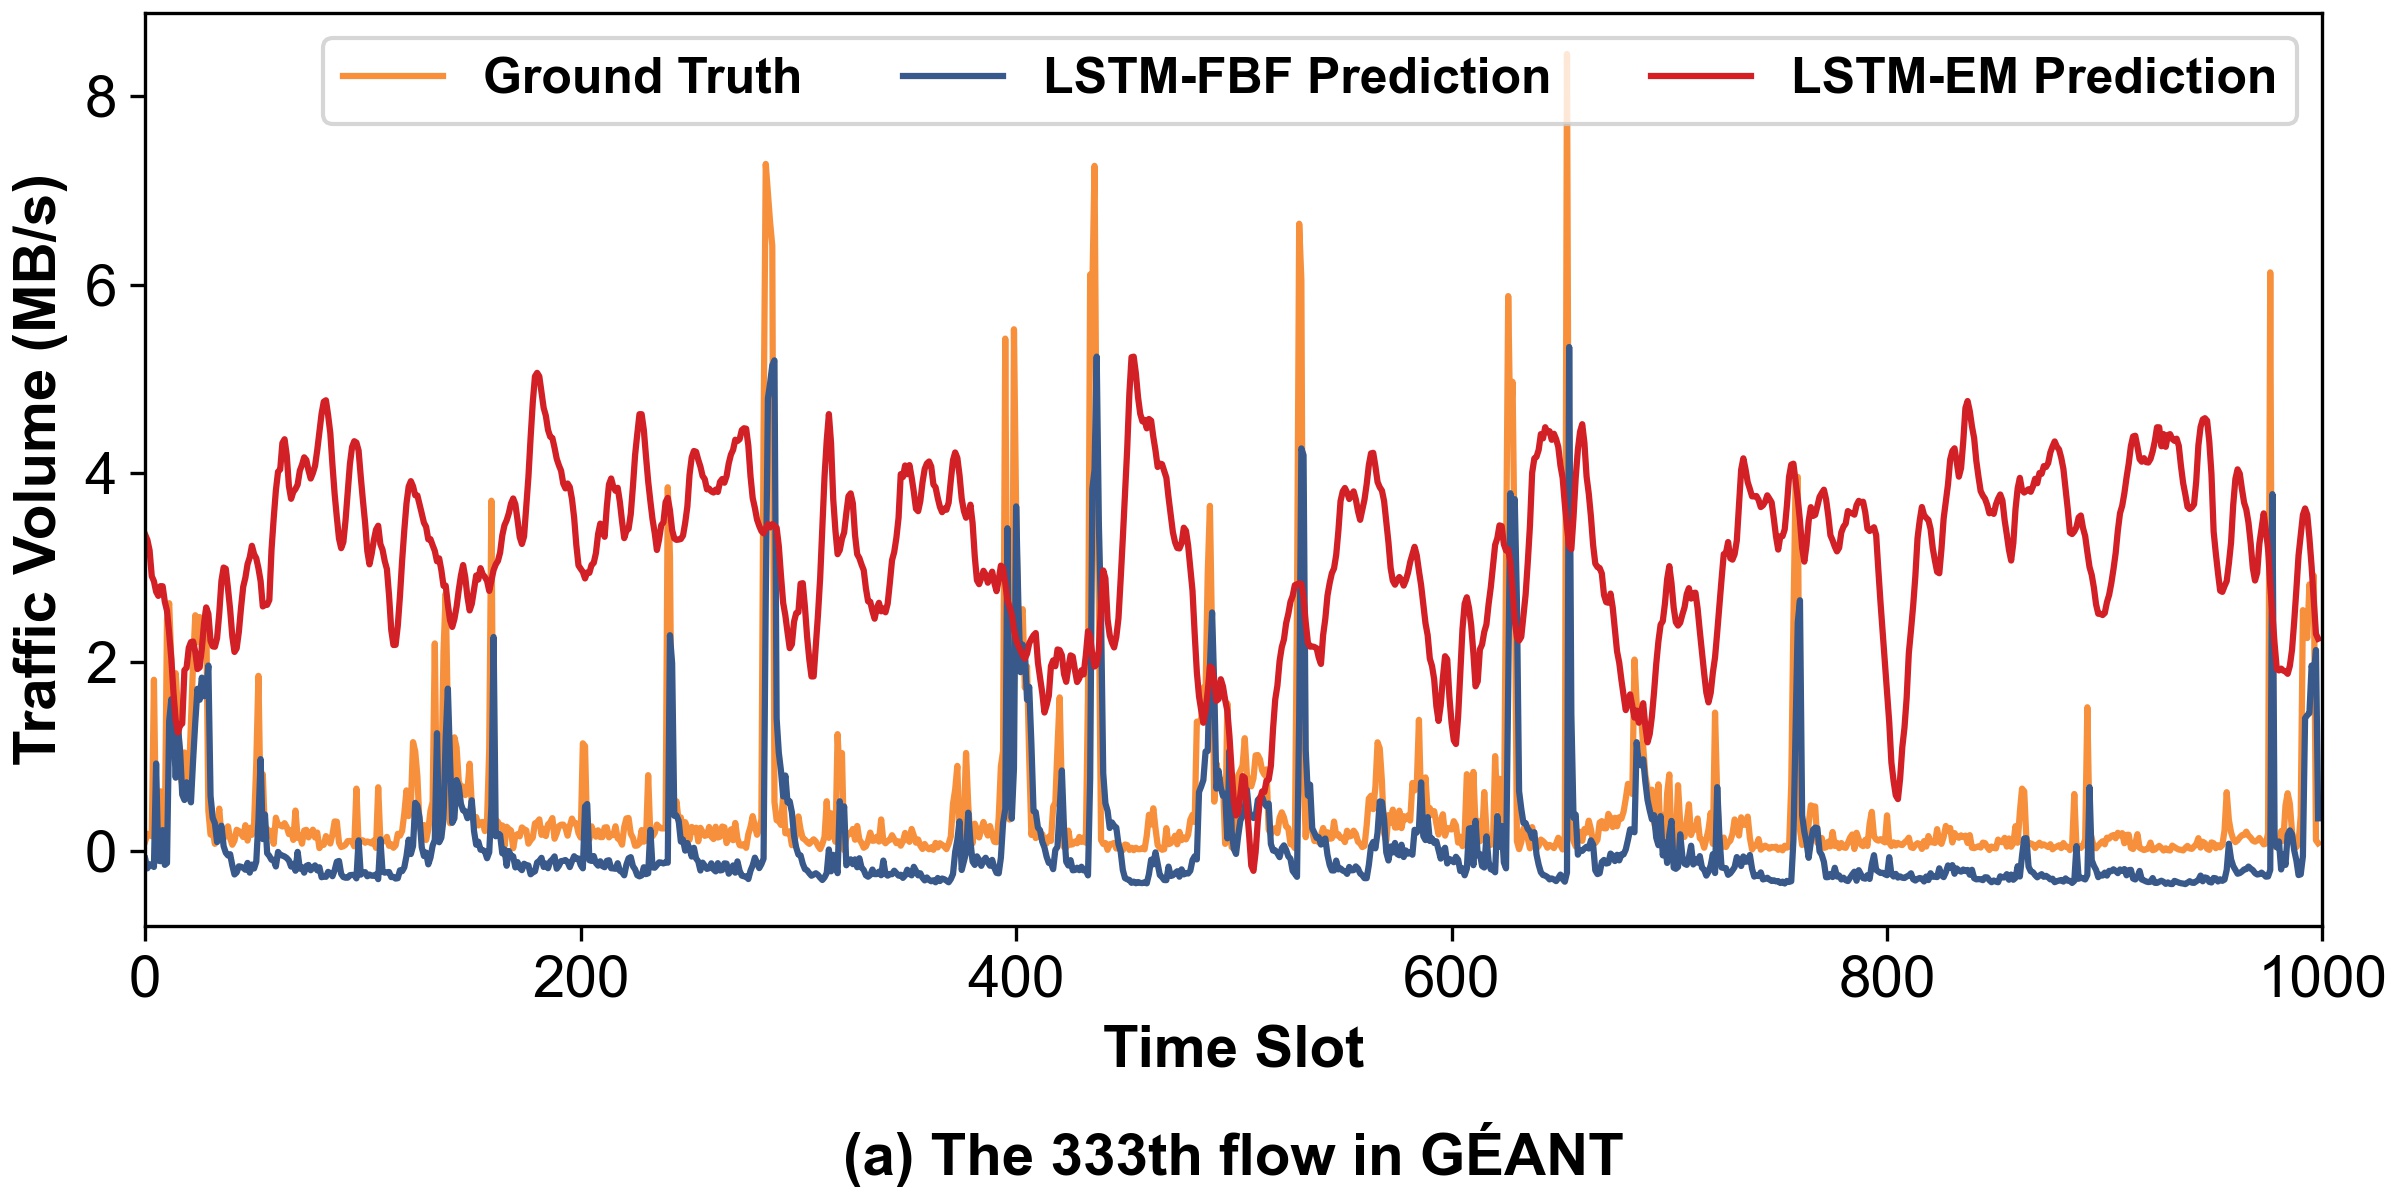 Ground Truth LSTM-FBF Prediction LSTM-EM Prediction
Traffic Volume (MB/s)
8
6
4
2
0
0 200 400 600 800 1000
Time Slot
(a) The 333th flow in GÉANT